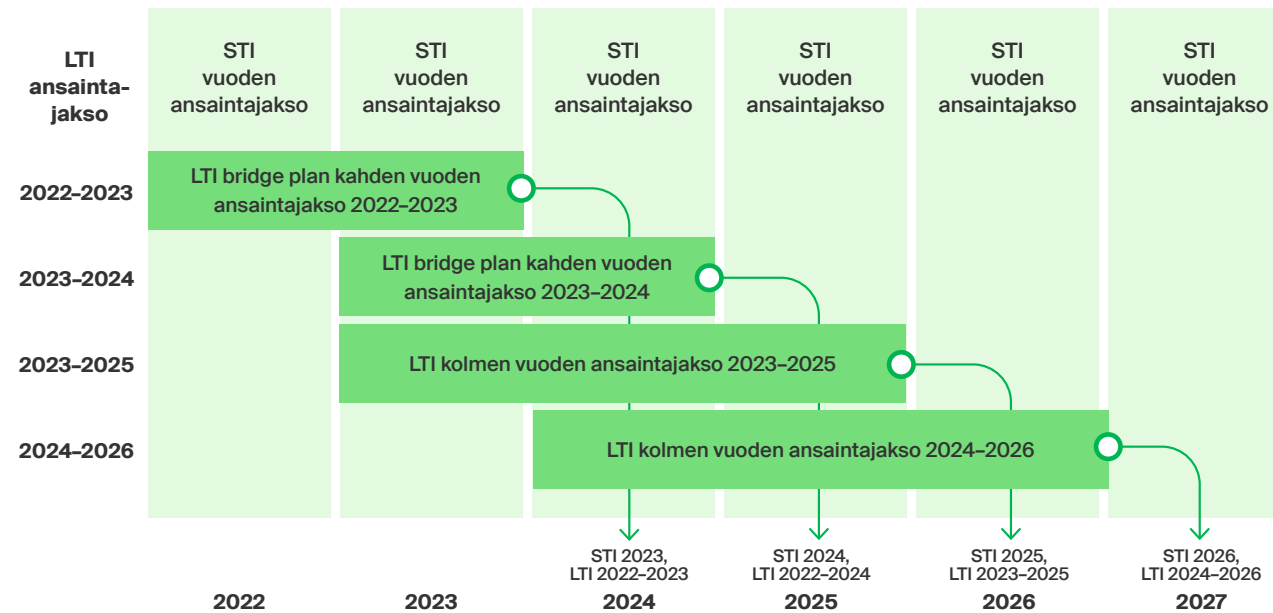 LTI
ansainta-
jakso
STI
vuoden
ansaintajakso
STI
vuoden
ansaintajakso
STI
vuoden
ansaintajakso
STI
vuoden
ansaintajakso
STI
vuoden
ansaintajakso
STI
vuoden
ansaintajakso
2022–2023
LTI bridge plan kahden vuoden
ansaintajakso 2022–2023
2023–2024
LTI bridge plan kahden vuoden
ansaintajakso 2023–2024
2023–2025
LTI kolmen vuoden ansaintajakso 2023–2025
2024–2026
LTI kolmen vuoden ansaintajakso 2024–2026
STI 2023,
LTI 2022–2023
STI 2024,
LTI 2022–2024
STI 2025,
LTI 2023–2025
STI 2026,
LTI 2024–2026
2022
2023
2024
2025
2026
2027